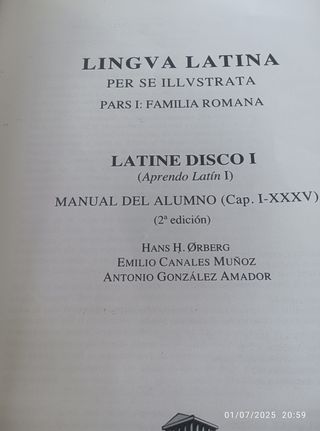 LINGVA LATINA
PER SE ILLVSTRATA
PARS I: FAMILIA ROMANA
LATINE DISCO I
(Aprendo Latín I)
MANUAL DEL ALUMNO (Cap. I-XXXV)
(2ª edición)
HANS H. ØRBERG
EMILIO CANALES MUÑOZ
ANTONIO GONZÁLEZ AMADOR
01/07/2025 20:59